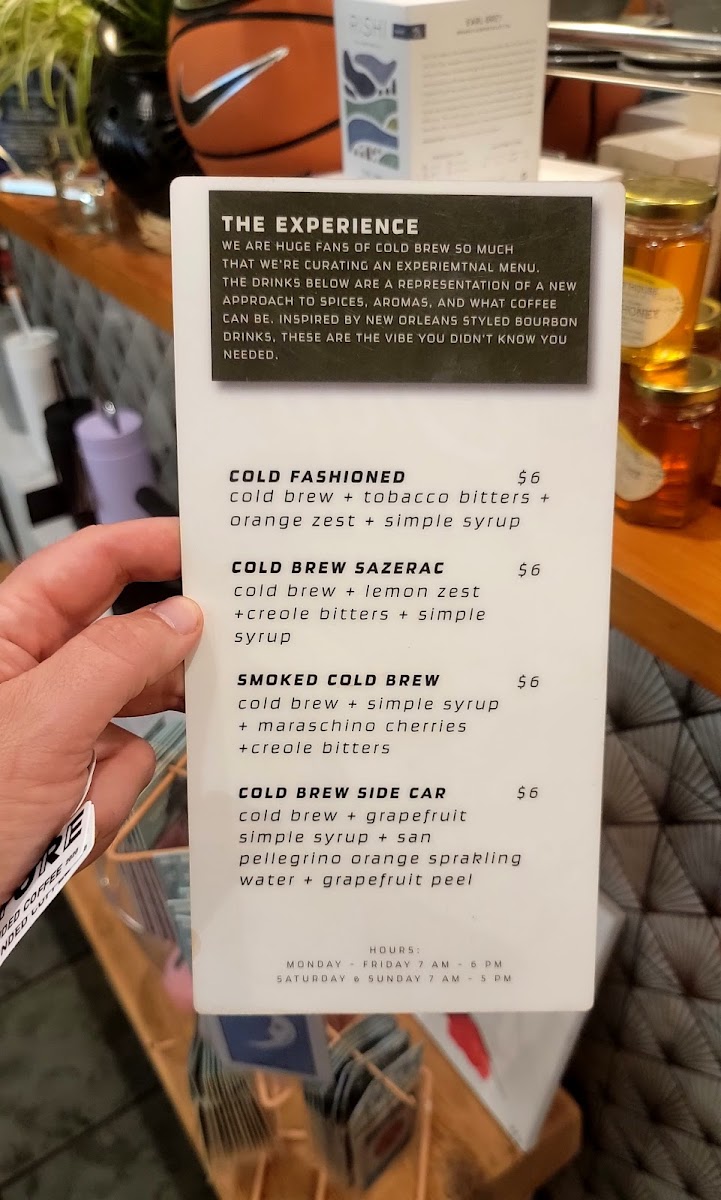 RISHI
EARL GREY
THE EXPERIENCE
WE ARE HUGE FANS OF COLD BREW SO MUCH
THAT WE'RE CURATING AN EXPERIEMTNAL MENU.
THE DRINKS BELOW ARE A REPRESENTATION OF A NEW
APPROACH TO SPICES, AROMAS, AND WHAT COFFEE
CAN BE. INSPIRED BY NEW ORLEANS STYLED BOURBON
DRINKS, THESE ARE THE VIBE YOU DIDN'T KNOW YOU
NEEDED.
COLD FASHIONED $6
cold brew + tobacco bitters +
orange zest + simple syrup
COLD BREW SAZERAC $6
cold brew + lemon zest
+creole bitters + simple
syrup
SMOKED COLD BREW $6
cold brew + simple syrup
+ maraschino cherries
+creole bitters
COLD BREW SIDE CAR $6
cold brew + grapefruit
simple syrup + san
pellegrino orange sprakling
water + grapefruit peel
HOURS:
MONDAY - FRIDAY 7 AM - 6 PM
SATURDAY & SUNDAY 7 AM - 5 PM
HONEY
COFFEE